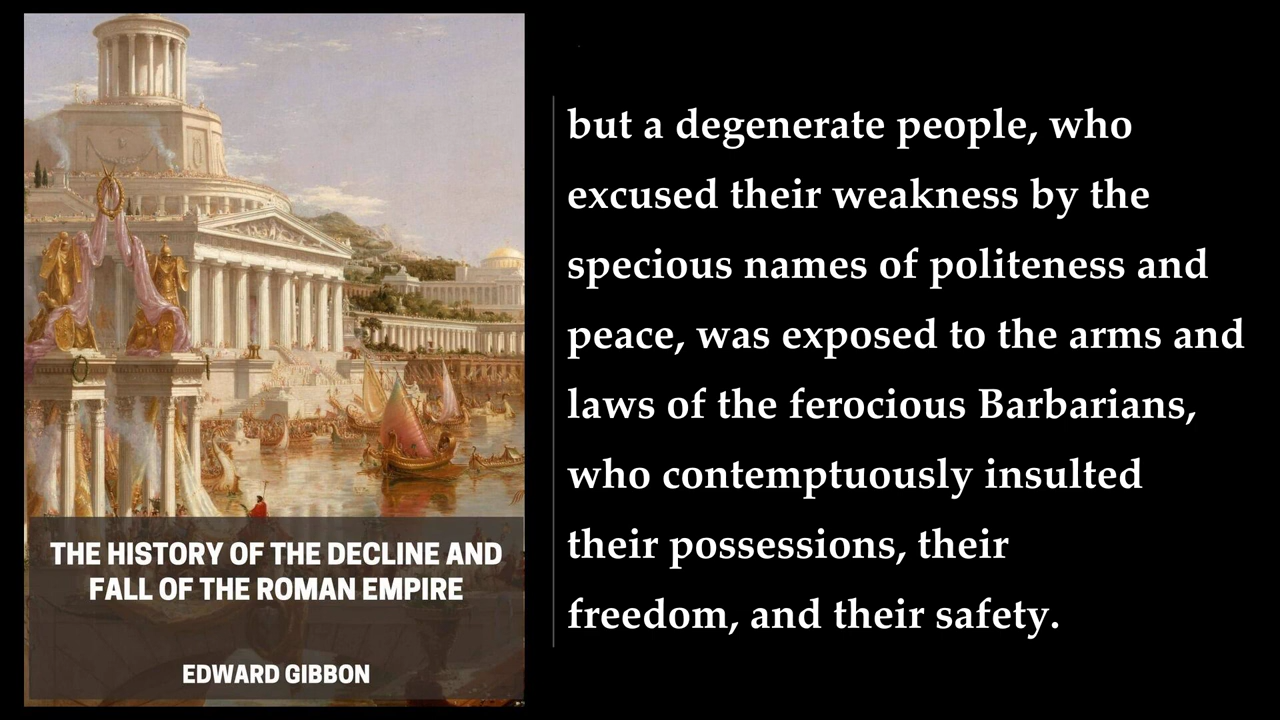 THE HISTORY OF THE DECLINE AND
FALL OF THE ROMAN EMPIRE
EDWARD GIBBON
but a degenerate people, who
excused their weakness by the
specious names of politeness and
peace, was exposed to the arms and
laws of the ferocious Barbarians,
who contemptuously insulted
their possessions, their
freedom, and their safety.